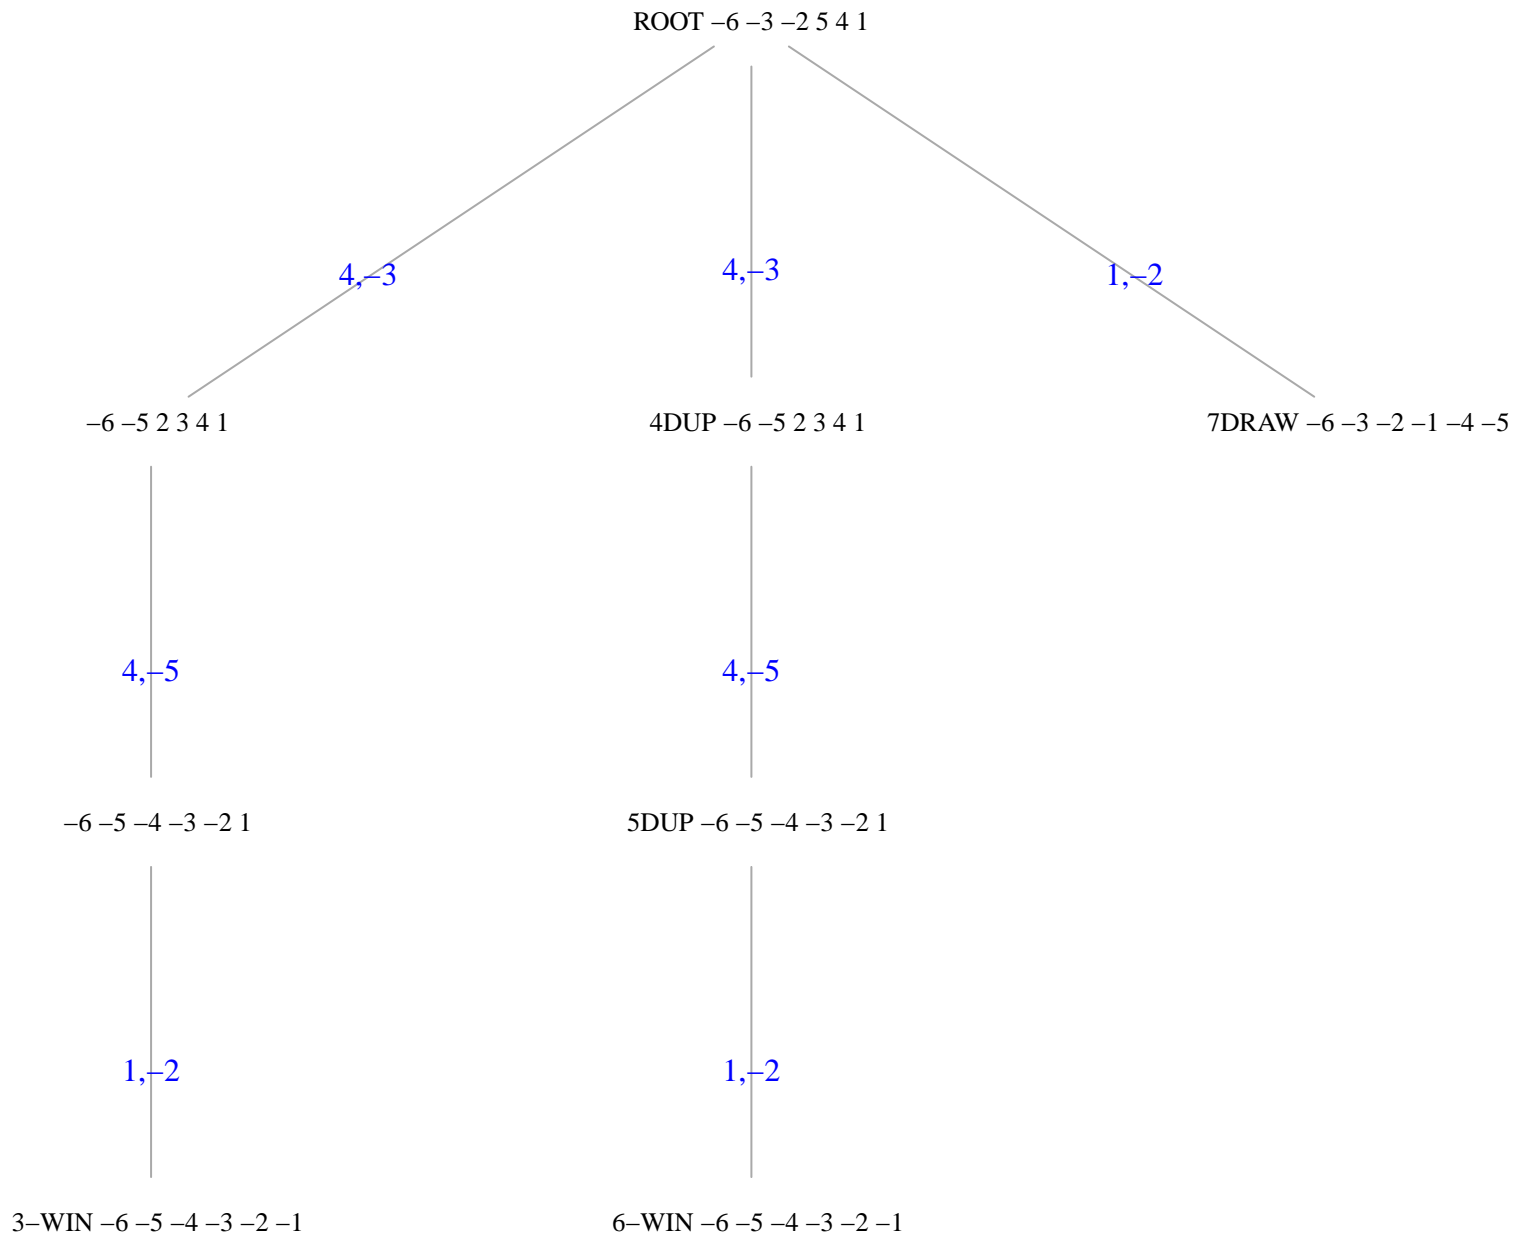 ROOT –6 –3 –2 5 4 1
4,–3
4,–3
1,–2
–6 –5 2 3 4 1
4DUP –6 –5 2 3 4 1
7DRAW –6 –3 –2 –1 –4 –5
4,–5
4,–5
–6 –5 –4 –3 –2 1
5DUP –6 –5 –4 –3 –2 1
1,–2
1,–2
3–WIN –6 –5 –4 –3 –2 –1
6–WIN –6 –5 –4 –3 –2 –1